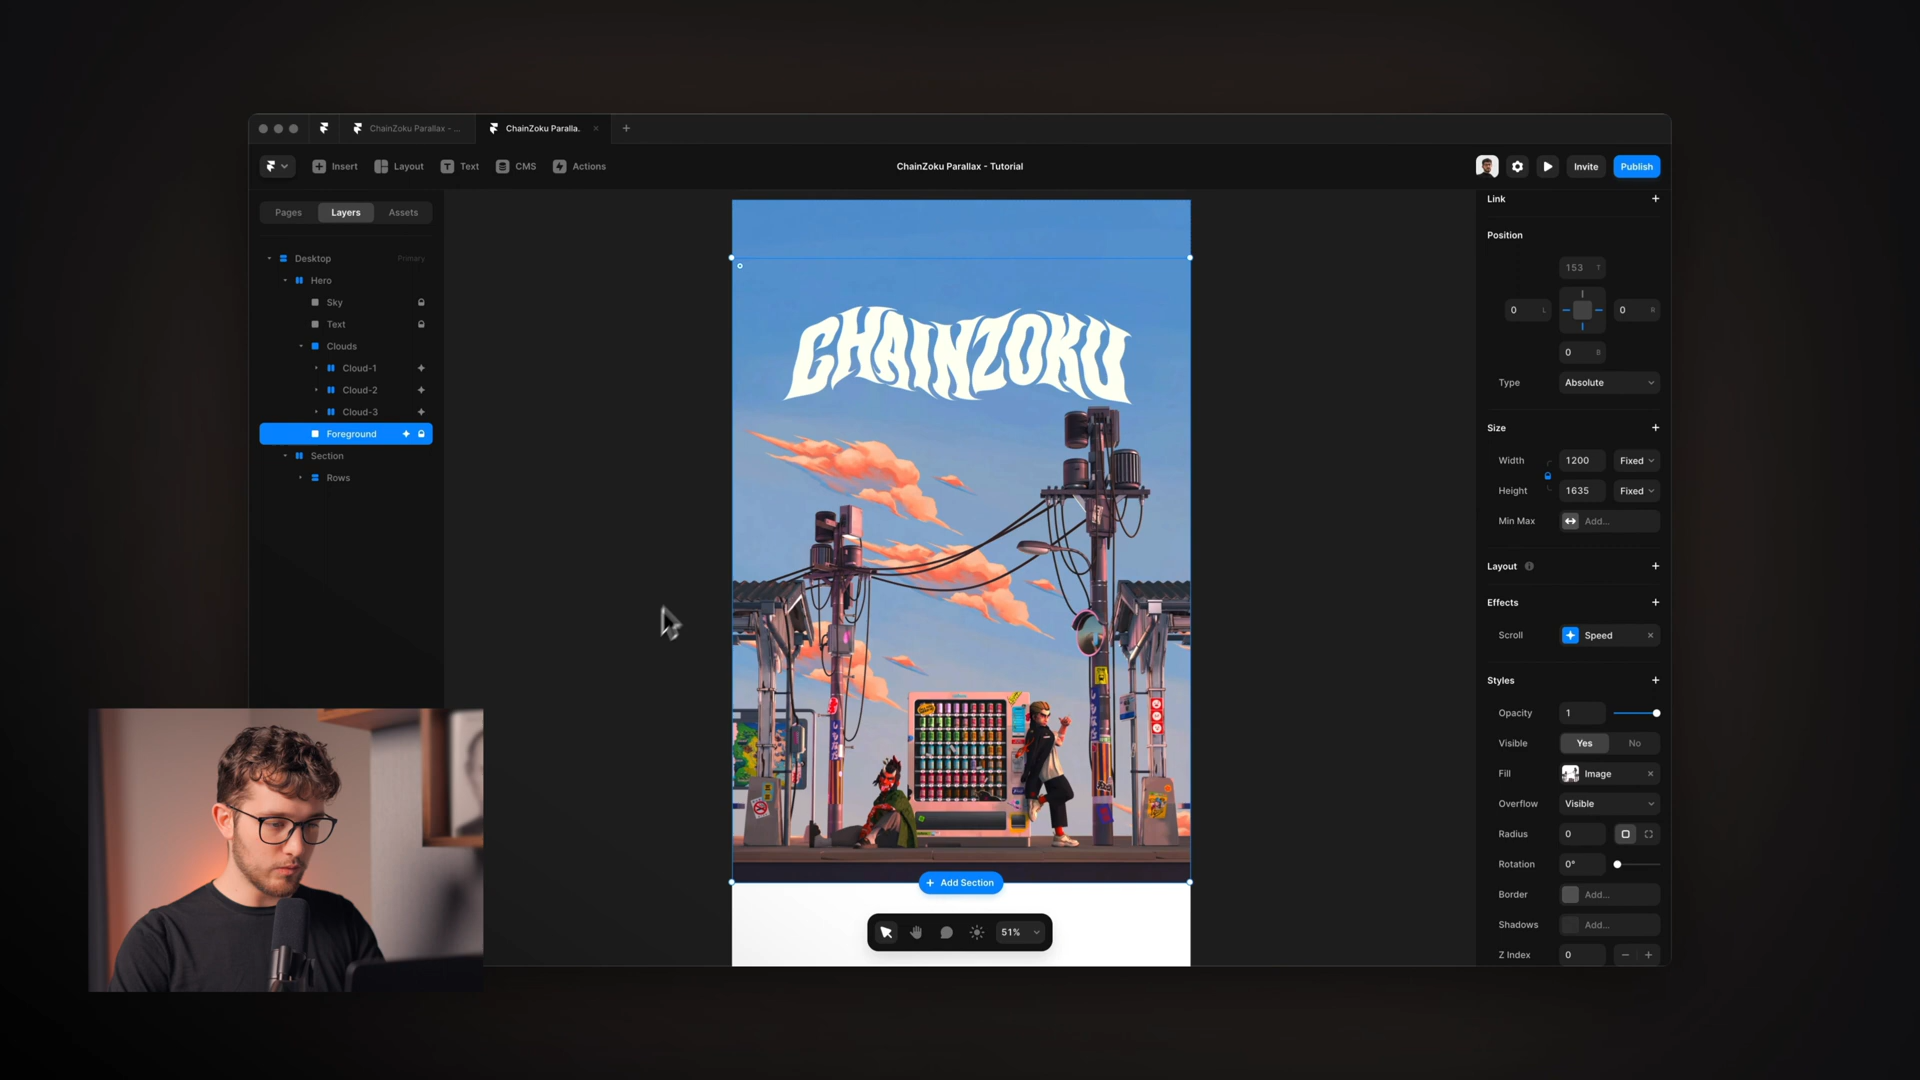 ChainZoku Parallax - ...
ChainZoku Paralla.
Insert
Layout
Text
CMS
Actions
ChainZoku Parallax - Tutorial
Invite
Publish
Pages
Layers
Assets
Desktop
Primary
Hero
Sky
Text
Clouds
Cloud-1
Cloud-2
Cloud-3
Foreground
Section
Rows
CHAINZOKU
Add Section
51%
Link
Position
153 T
0 L
0 R
0 B
Type
Absolute
Size
Width 1200 Fixed
Height 1635 Fixed
Min Max Add...
Layout
Effects
Scroll Speed
Styles
Opacity 1
Visible Yes No
Fill Image
Overflow Visible
Radius 0
Rotation 0°
Border Add...
Shadows Add...
Z Index 0